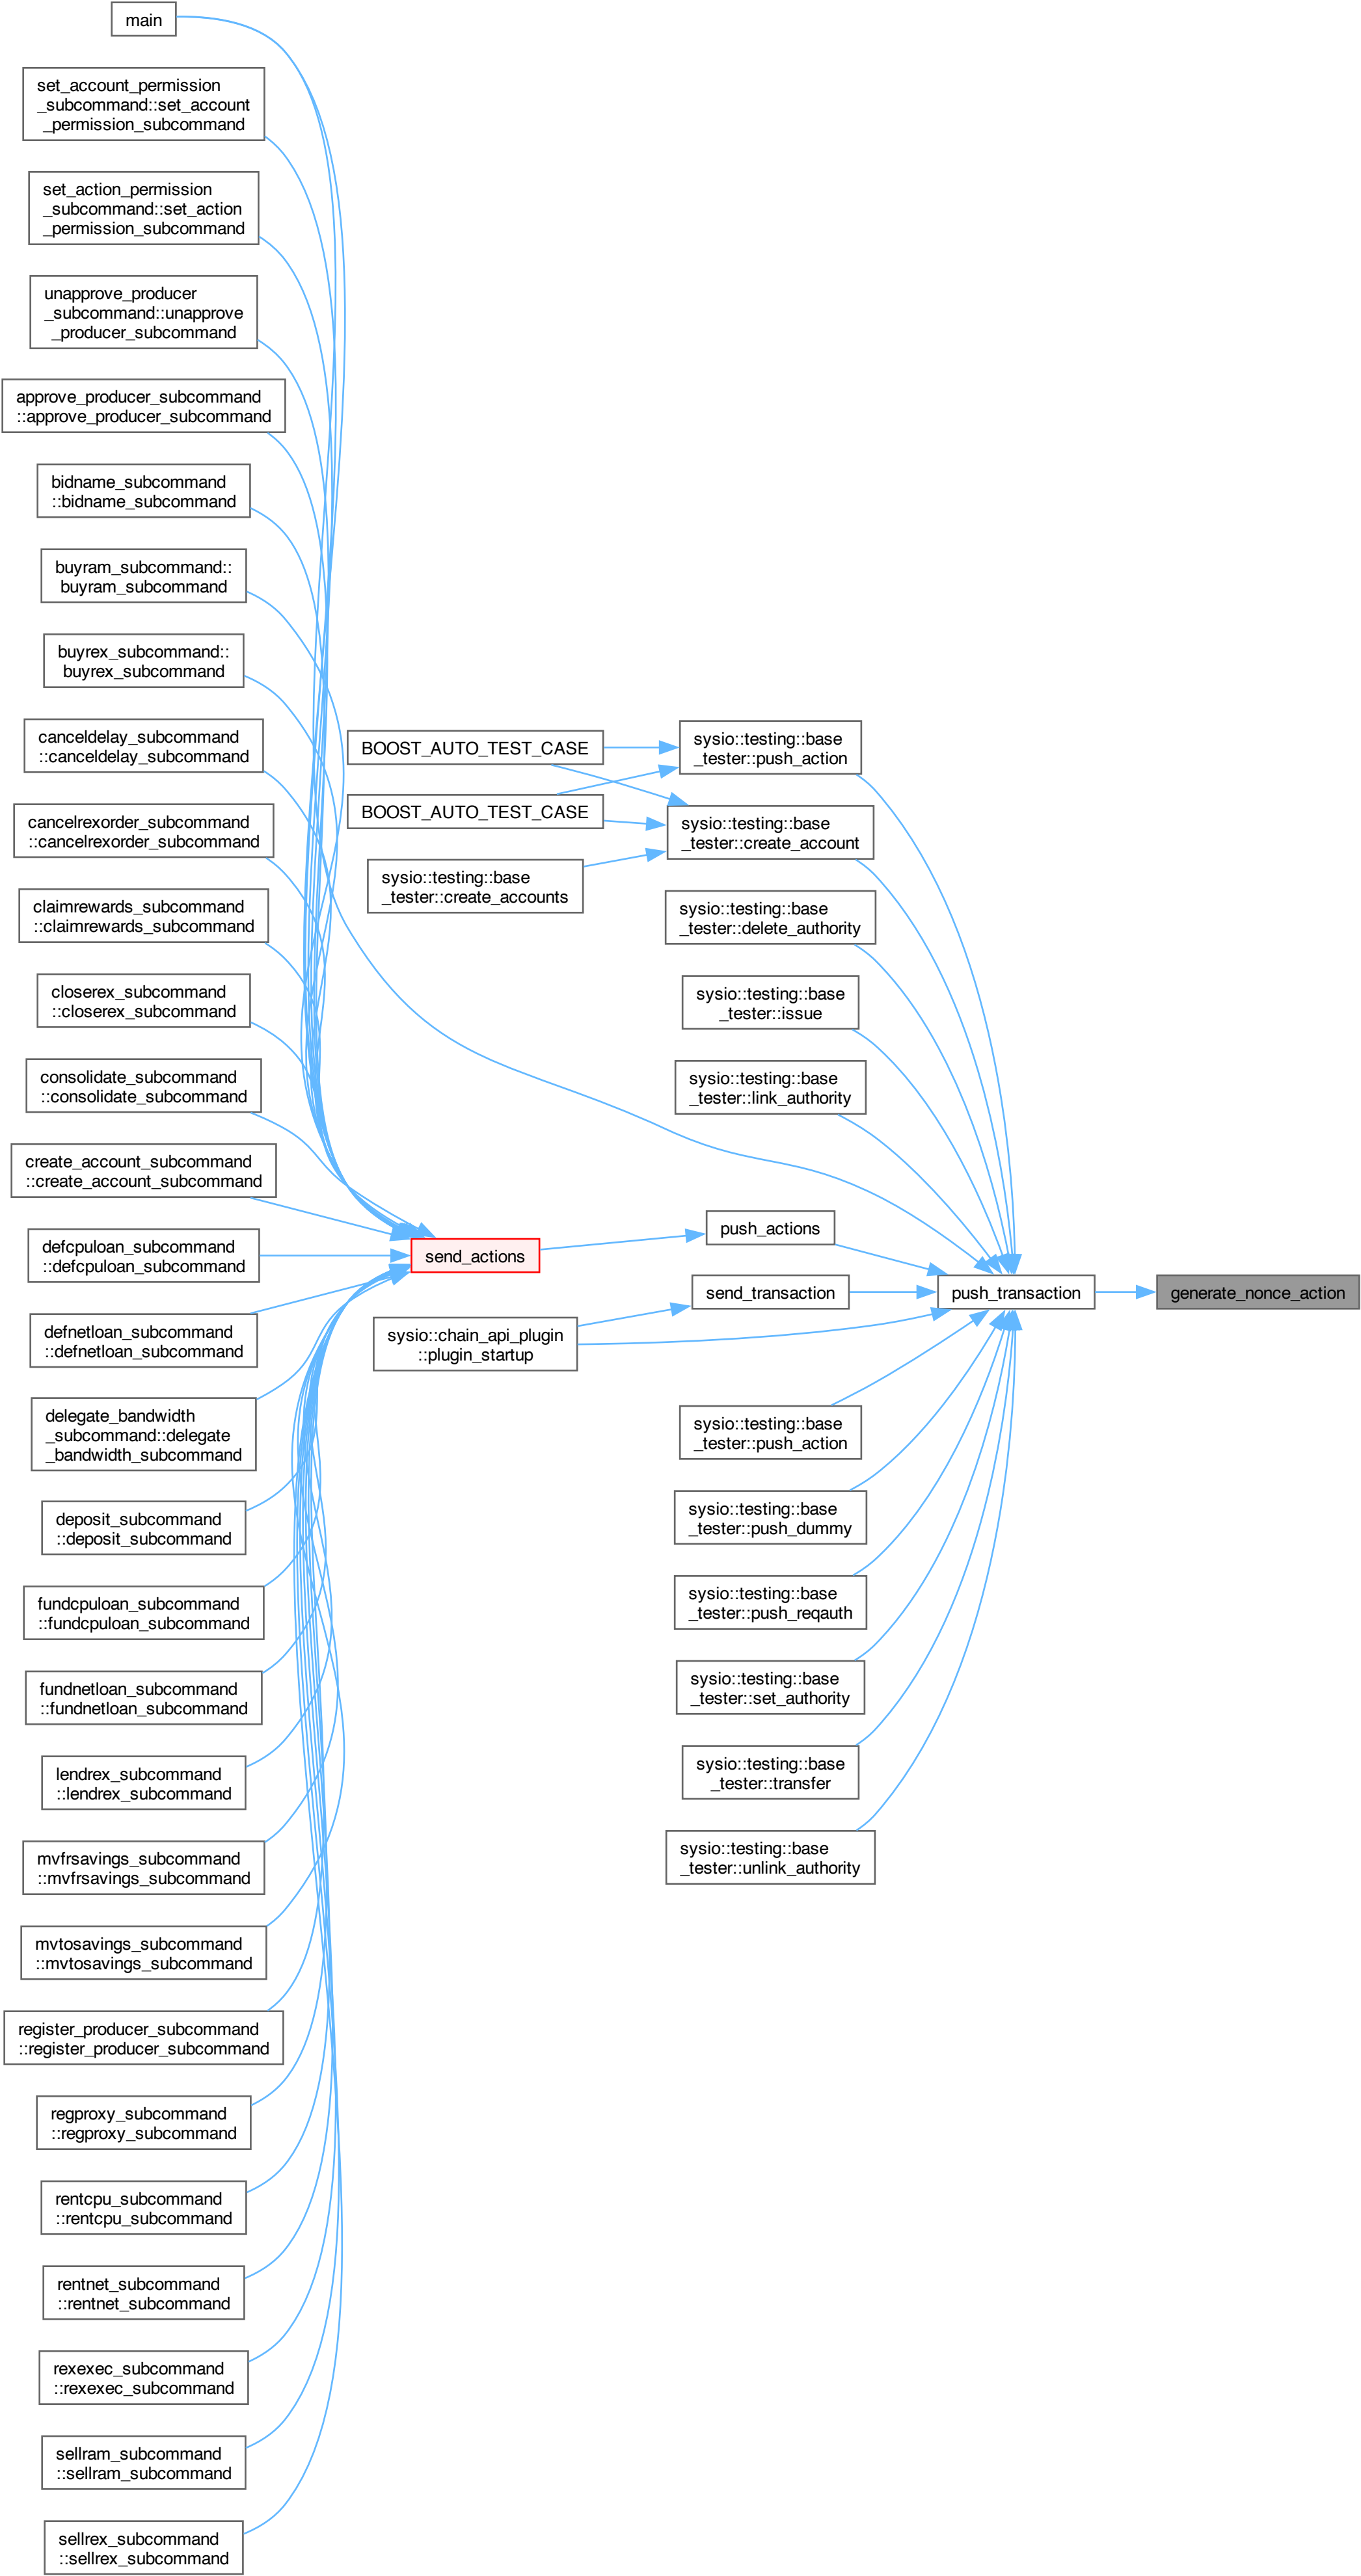 main
set_account_permission
_subcommand::set_account
_permission_subcommand
set_action_permission
_subcommand::set_action
_permission_subcommand
unapprove_producer
_subcommand::unapprove
_producer_subcommand
approve_producer_subcommand
::approve_producer_subcommand
bidname_subcommand
::bidname_subcommand
buyram_subcommand::
buyram_subcommand
buyrex_subcommand::
buyrex_subcommand
canceldelay_subcommand
::canceldelay_subcommand
cancelrexorder_subcommand
::cancelrexorder_subcommand
claimrewards_subcommand
::claimrewards_subcommand
closerex_subcommand
::closerex_subcommand
consolidate_subcommand
::consolidate_subcommand
create_account_subcommand
::create_account_subcommand
defcpuloan_subcommand
::defcpuloan_subcommand
defnetloan_subcommand
::defnetloan_subcommand
delegate_bandwidth
_subcommand::delegate
_bandwidth_subcommand
deposit_subcommand
::deposit_subcommand
fundcpuloan_subcommand
::fundcpuloan_subcommand
fundnetloan_subcommand
::fundnetloan_subcommand
lendrex_subcommand
::lendrex_subcommand
mvfrsavings_subcommand
::mvfrsavings_subcommand
mvtosavings_subcommand
::mvtosavings_subcommand
register_producer_subcommand
::register_producer_subcommand
regproxy_subcommand
::regproxy_subcommand
rentcpu_subcommand
::rentcpu_subcommand
rentnet_subcommand
::rentnet_subcommand
rexexec_subcommand
::rexexec_subcommand
sellram_subcommand
::sellram_subcommand
sellrex_subcommand
::sellrex_subcommand
BOOST_AUTO_TEST_CASE
BOOST_AUTO_TEST_CASE
sysio::testing::base
_tester::create_accounts
send_actions
sysio::chain_api_plugin
::plugin_startup
sysio::testing::base
_tester::push_action
sysio::testing::base
_tester::create_account
sysio::testing::base
_tester::delete_authority
sysio::testing::base
_tester::issue
sysio::testing::base
_tester::link_authority
push_actions
send_transaction
sysio::testing::base
_tester::push_action
sysio::testing::base
_tester::push_dummy
sysio::testing::base
_tester::push_reqauth
sysio::testing::base
_tester::set_authority
sysio::testing::base
_tester::transfer
sysio::testing::base
_tester::unlink_authority
push_transaction
generate_nonce_action